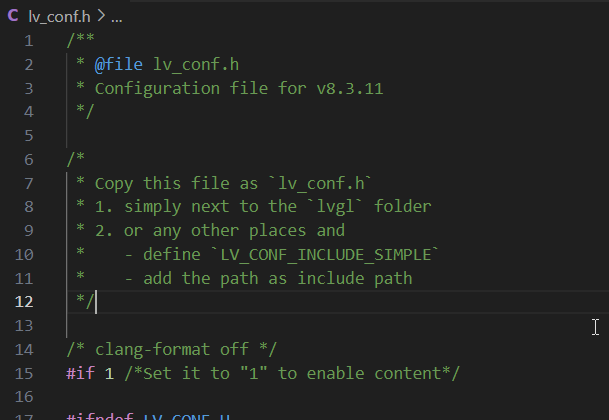 C lv_conf.h > ...
1 /**
2 * @file lv_conf.h
3 * Configuration file for v8.3.11
4 */
5
6 /*
7 * Copy this file as `lv_conf.h`
8 * 1. simply next to the `lvgl` folder
9 * 2. or any other places and
10 *    - define `LV_CONF_INCLUDE_SIMPLE`
11 *    - add the path as include path
12 */
13
14 /* clang-format off */
15 #if 1 /*Set it to "1" to enable content*/
16
17 #ifndef LV_CONF_H